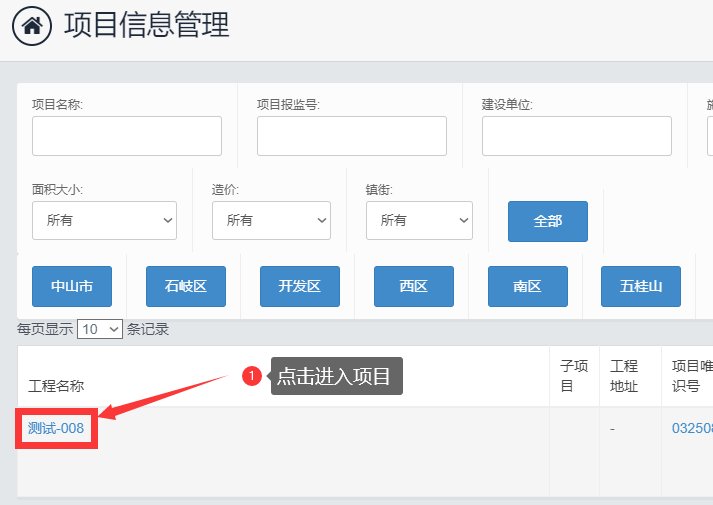 项目信息管理
项目名称:
项目报监号:
建设单位:
面积大小:
造价:
镇街:
所有
所有
所有
全部
中山市
石岐区
开发区
西区
南区
五桂山
每页显示 10 条记录
1 点击进入项目
工程名称
子项
目
工程
地址
项目唯
识号
测试-008
-
03250